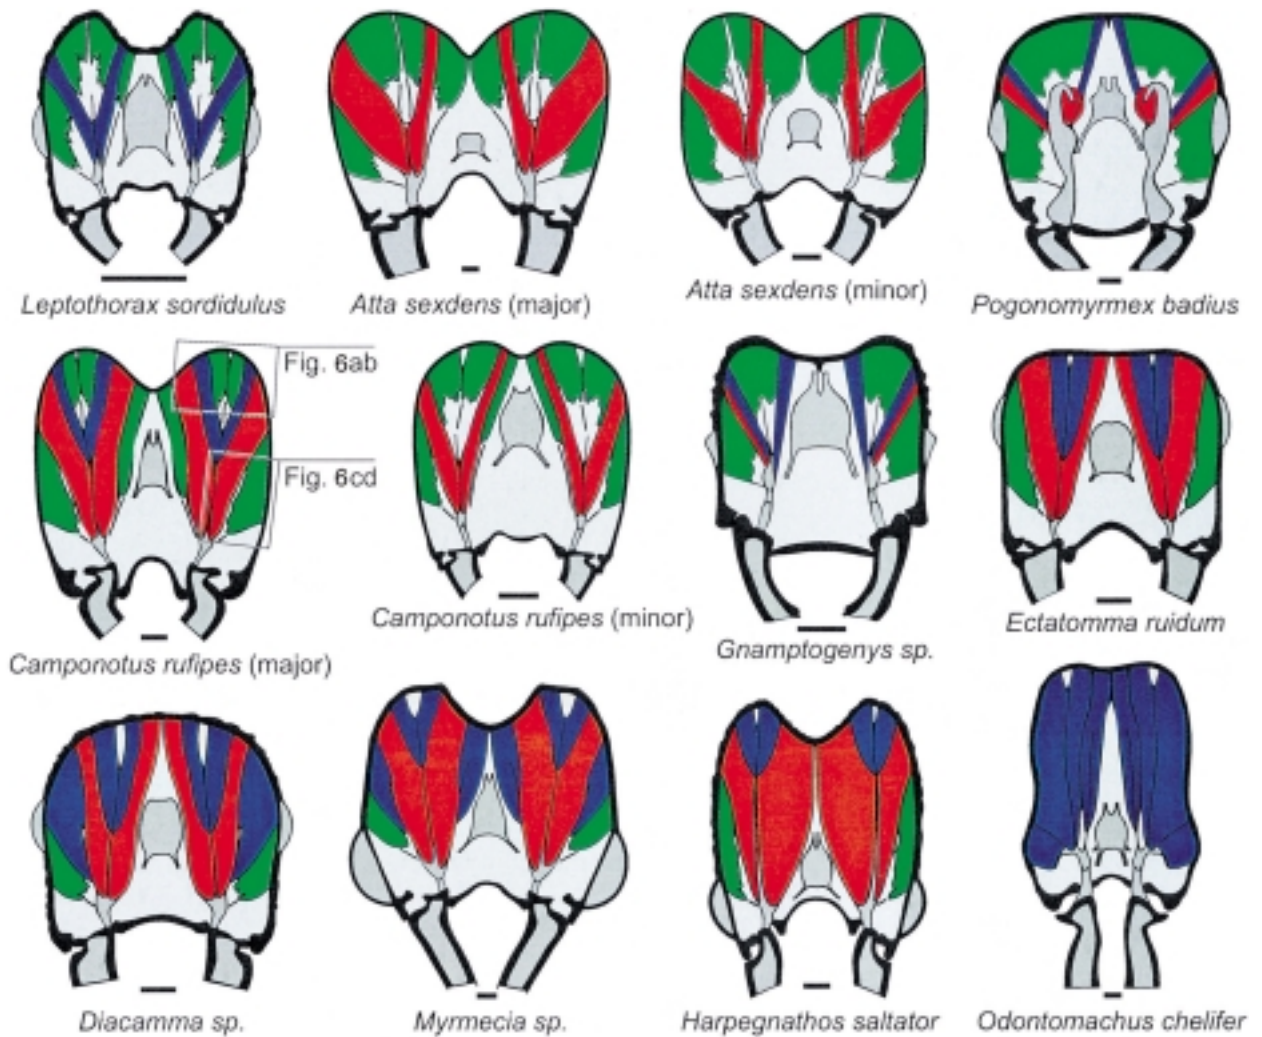 Leptothorax sordidulus
Atta sexdens (major)
Atta sexdens (minor)
Pogonomyrmex badius
Fig. 6ab
Fig. 6cd
Camponotus rufipes (major)
Camponotus rufipes (minor)
Gnamptogenys sp.
Ectatomma ruidum
Diacamma sp.
Myrmecia sp.
Harpegnathos saltator
Odontomachus chelifer